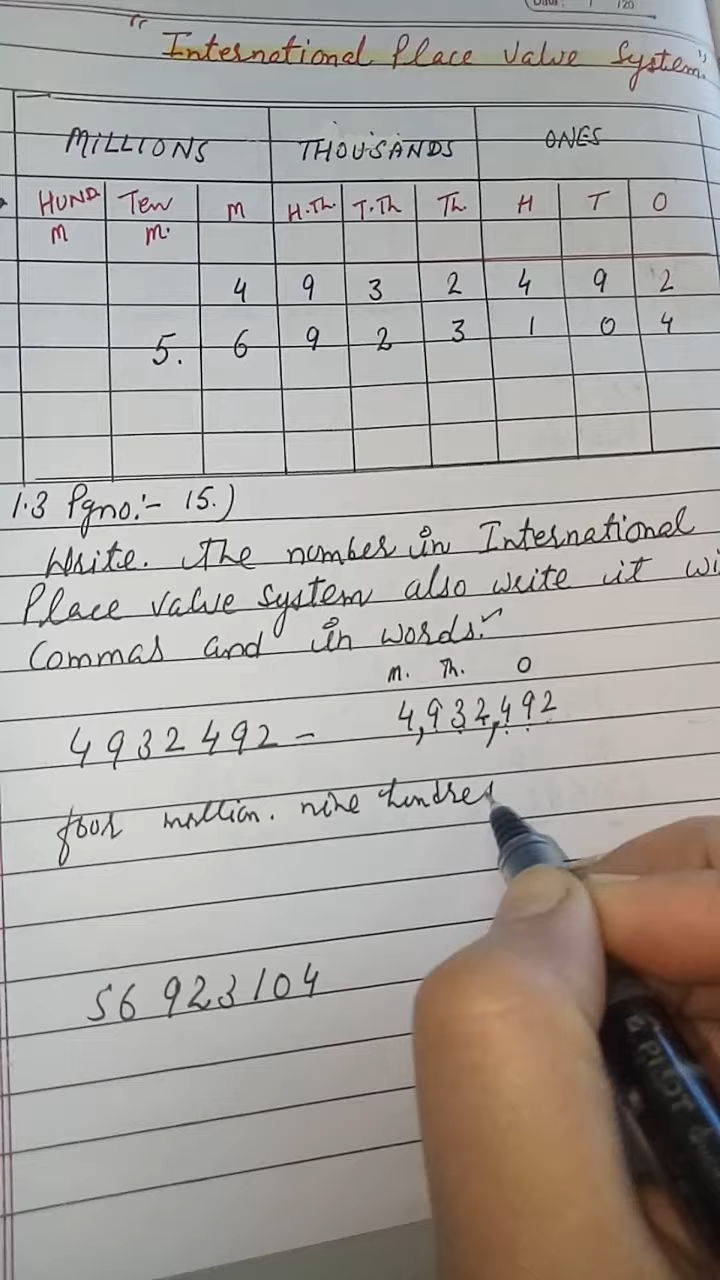 "International Place Value System"
MILLIONS THOUSANDS ONES
HUND M Ten M. M H.Th. T.Th Th. H T O
4 9 3 2 4 9 2
5. 6 9 2 3 1 0 4
1.3 Pgno:- 15.)
Write. The number in International
Place value system also write it wi
Commas and in words.
M. Th. O
4932492 - 4,932,492
four million. nine hundred
56923104
PILOT